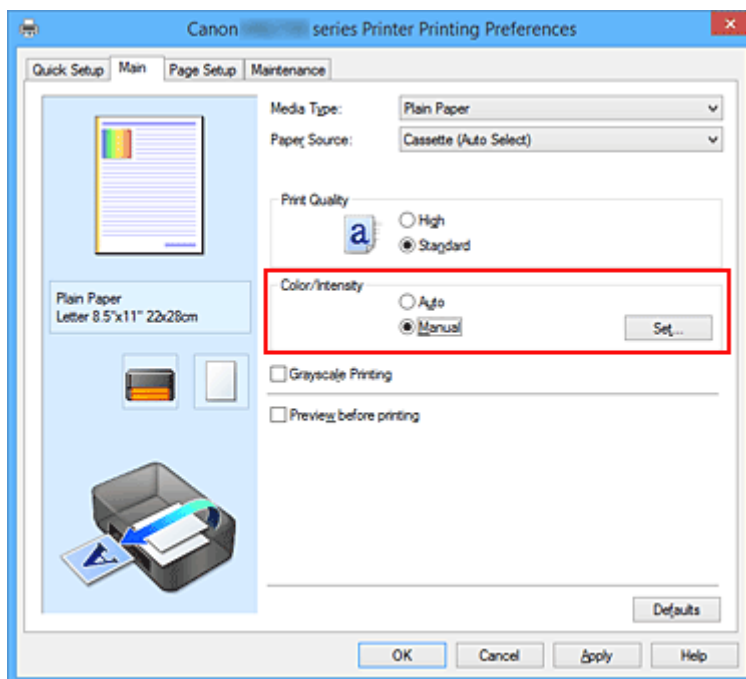 Canon series Printer Printing Preferences
Quick Setup Main Page Setup Maintenance
Media Type: Plain Paper
Paper Source: Cassette (Auto Select)
Print Quality
a
High
Standard
Color/Intensity
Auto
Manual Set...
Plain Paper
Letter 8.5"x11" 22x28cm
Grayscale Printing
Preview before printing
A
Defaults
OK Cancel Apply Help